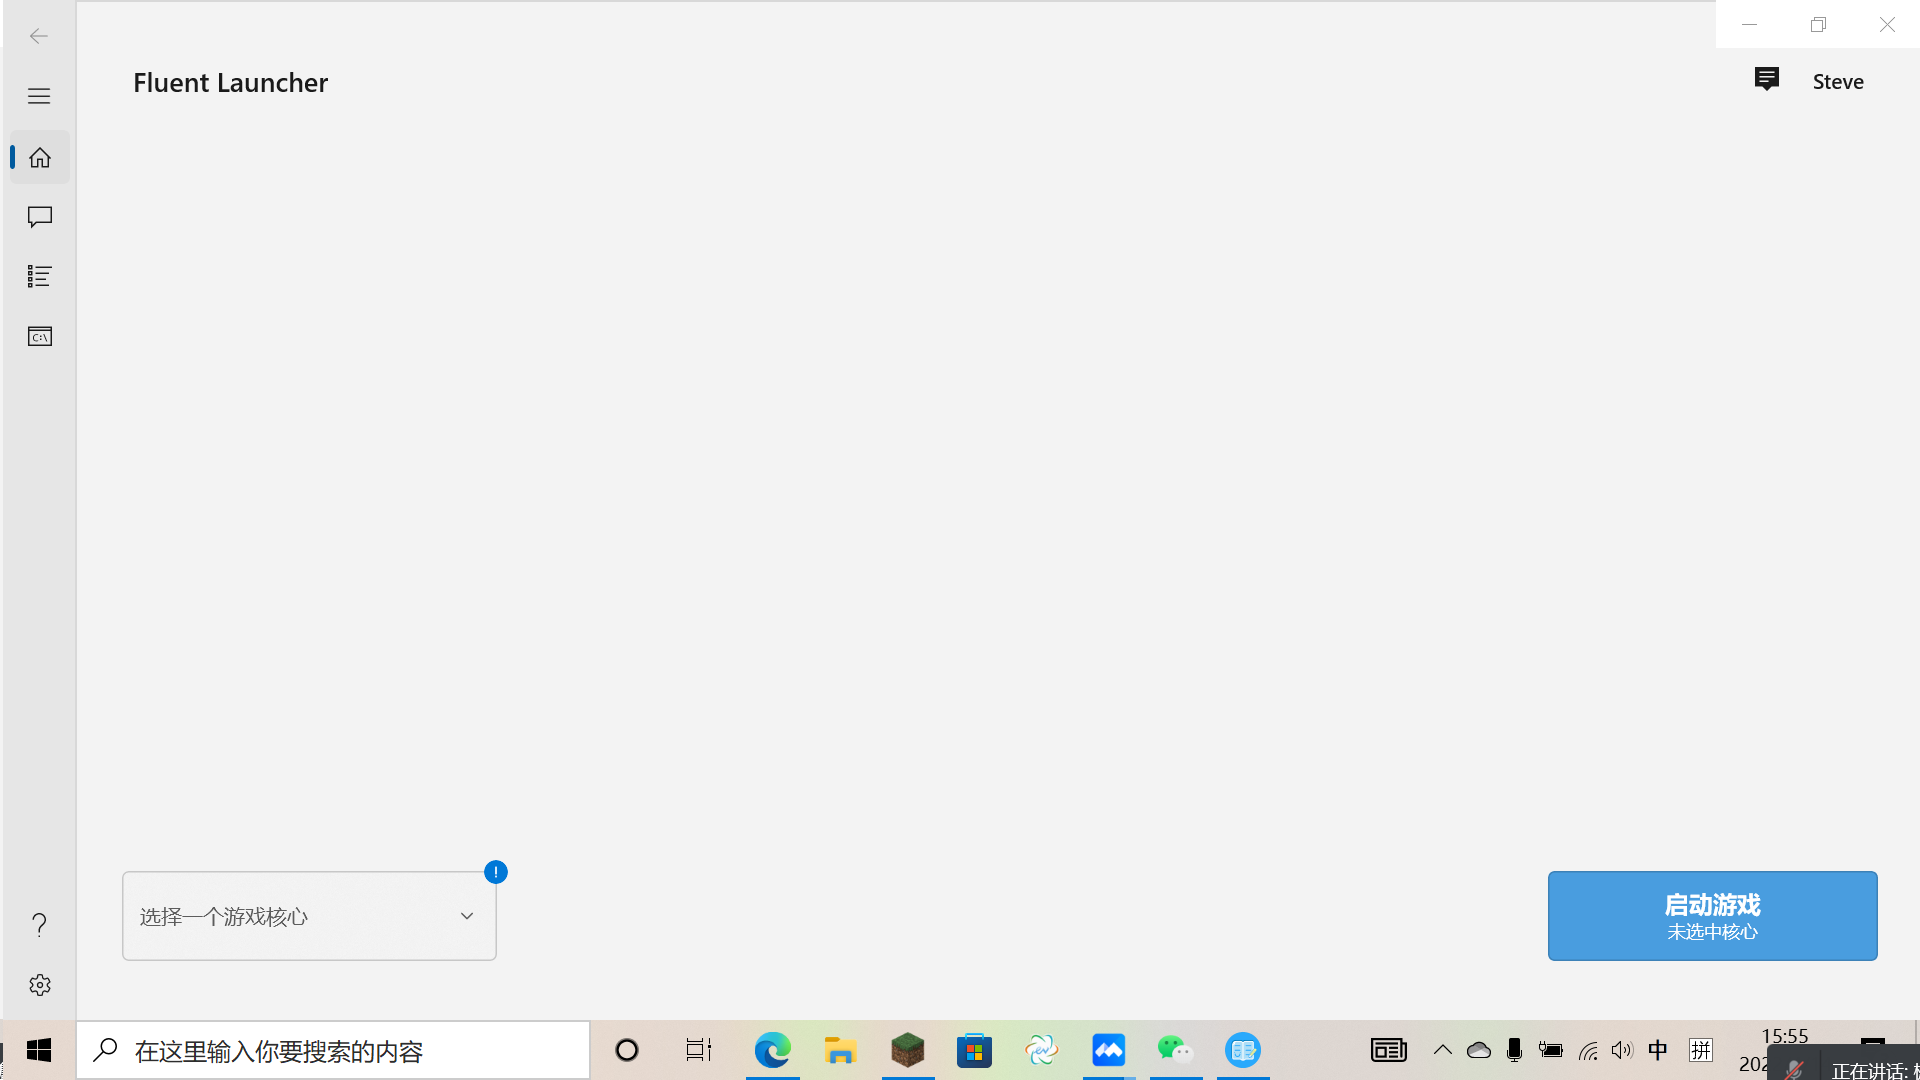 Fluent Launcher
Steve
C:\
选择一个游戏核心
!
启动游戏
未选中核心
在这里输入你要搜索的内容
ev
中
拼
15:55
202
正在讲话: